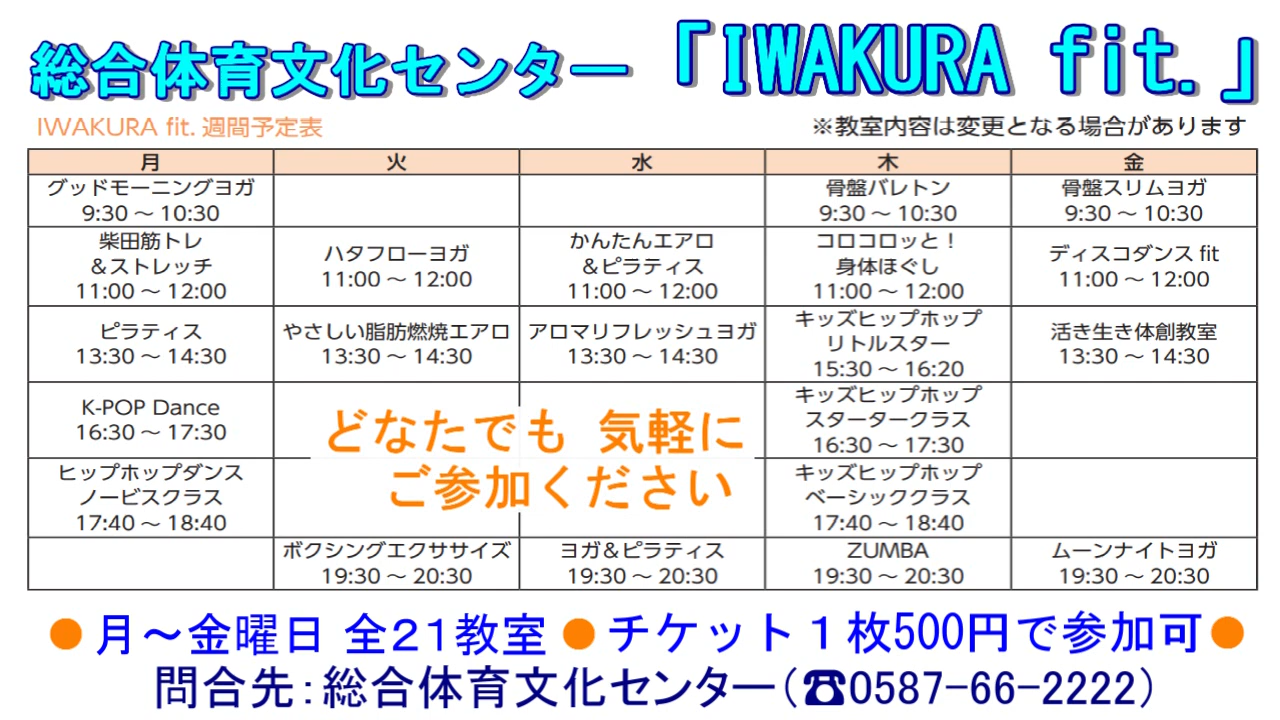 総合体育文化センター「IWAKURA fit.」
IWAKURA fit. 週間予定表
※教室内容は変更となる場合があります
月 火 水 木 金
グッドモーニングヨガ
9:30 ～ 10:30
骨盤バレトン
9:30 ～ 10:30
骨盤スリムヨガ
9:30 ～ 10:30
柴田筋トレ
＆ストレッチ
11:00 ～ 12:00
ハタフローヨガ
11:00 ～ 12:00
かんたんエアロ
＆ピラティス
11:00 ～ 12:00
コロコロッと！
身体ほぐし
11:00 ～ 12:00
ディスコダンス fit
11:00 ～ 12:00
ピラティス
13:30 ～ 14:30
やさしい脂肪燃焼エアロ
13:30 ～ 14:30
アロマリフレッシュヨガ
13:30 ～ 14:30
キッズヒップホップ
リトルスター
15:30 ～ 16:20
活き生き体創教室
13:30 ～ 14:30
K-POP Dance
16:30 ～ 17:30
キッズヒップホップ
スタータークラス
16:30 ～ 17:30
ヒップホップダンス
ノービスクラス
17:40 ～ 18:40
キッズヒップホップ
ベーシッククラス
17:40 ～ 18:40
どなたでも 気軽に
ご参加ください
ボクシングエクササイズ
19:30 ～ 20:30
ヨガ＆ピラティス
19:30 ～ 20:30
ZUMBA
19:30 ～ 20:30
ムーンナイトヨガ
19:30 ～ 20:30
●月～金曜日 全２１教室●チケット１枚500円で参加可●
問合先：総合体育文化センター（☎0587-66-2222）